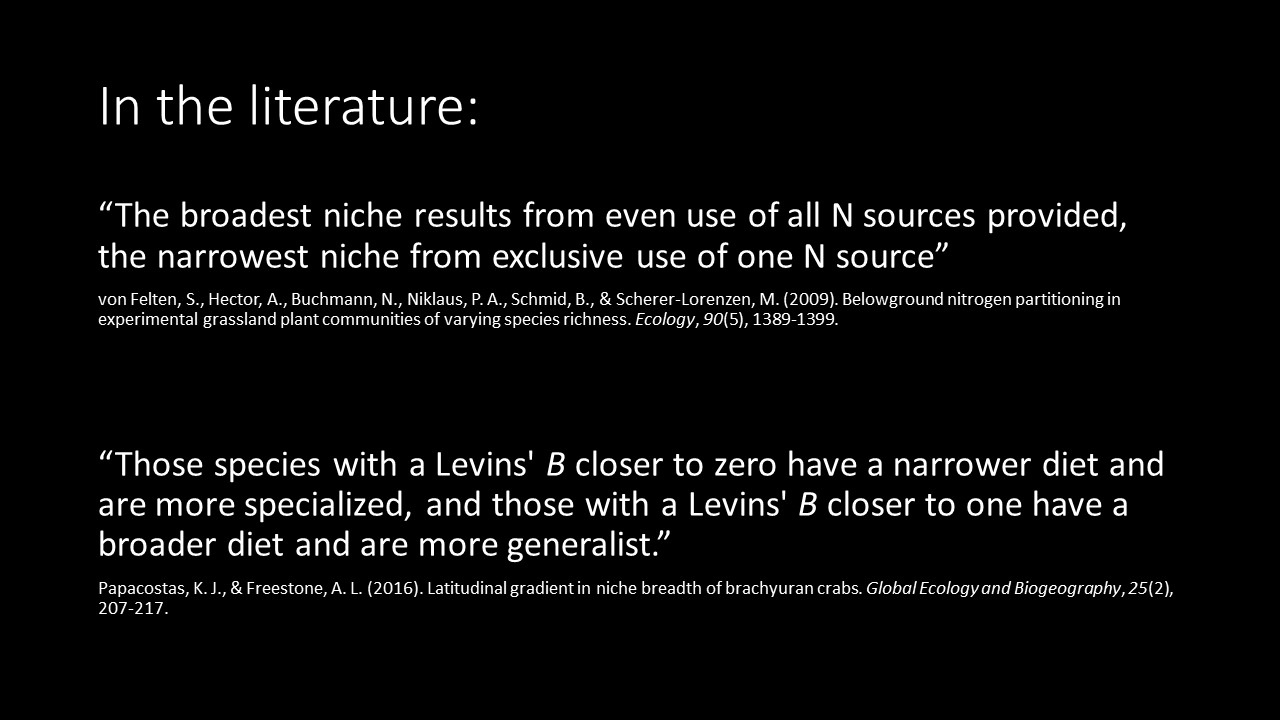 In the literature:
“The broadest niche results from even use of all N sources provided,
the narrowest niche from exclusive use of one N source”
von Felten, S., Hector, A., Buchmann, N., Niklaus, P. A., Schmid, B., & Scherer-Lorenzen, M. (2009). Belowground nitrogen partitioning in
experimental grassland plant communities of varying species richness. Ecology, 90(5), 1389-1399.
“Those species with a Levins' B closer to zero have a narrower diet and
are more specialized, and those with a Levins' B closer to one have a
broader diet and are more generalist.”
Papacostas, K. J., & Freestone, A. L. (2016). Latitudinal gradient in niche breadth of brachyuran crabs. Global Ecology and Biogeography, 25(2),
207-217.